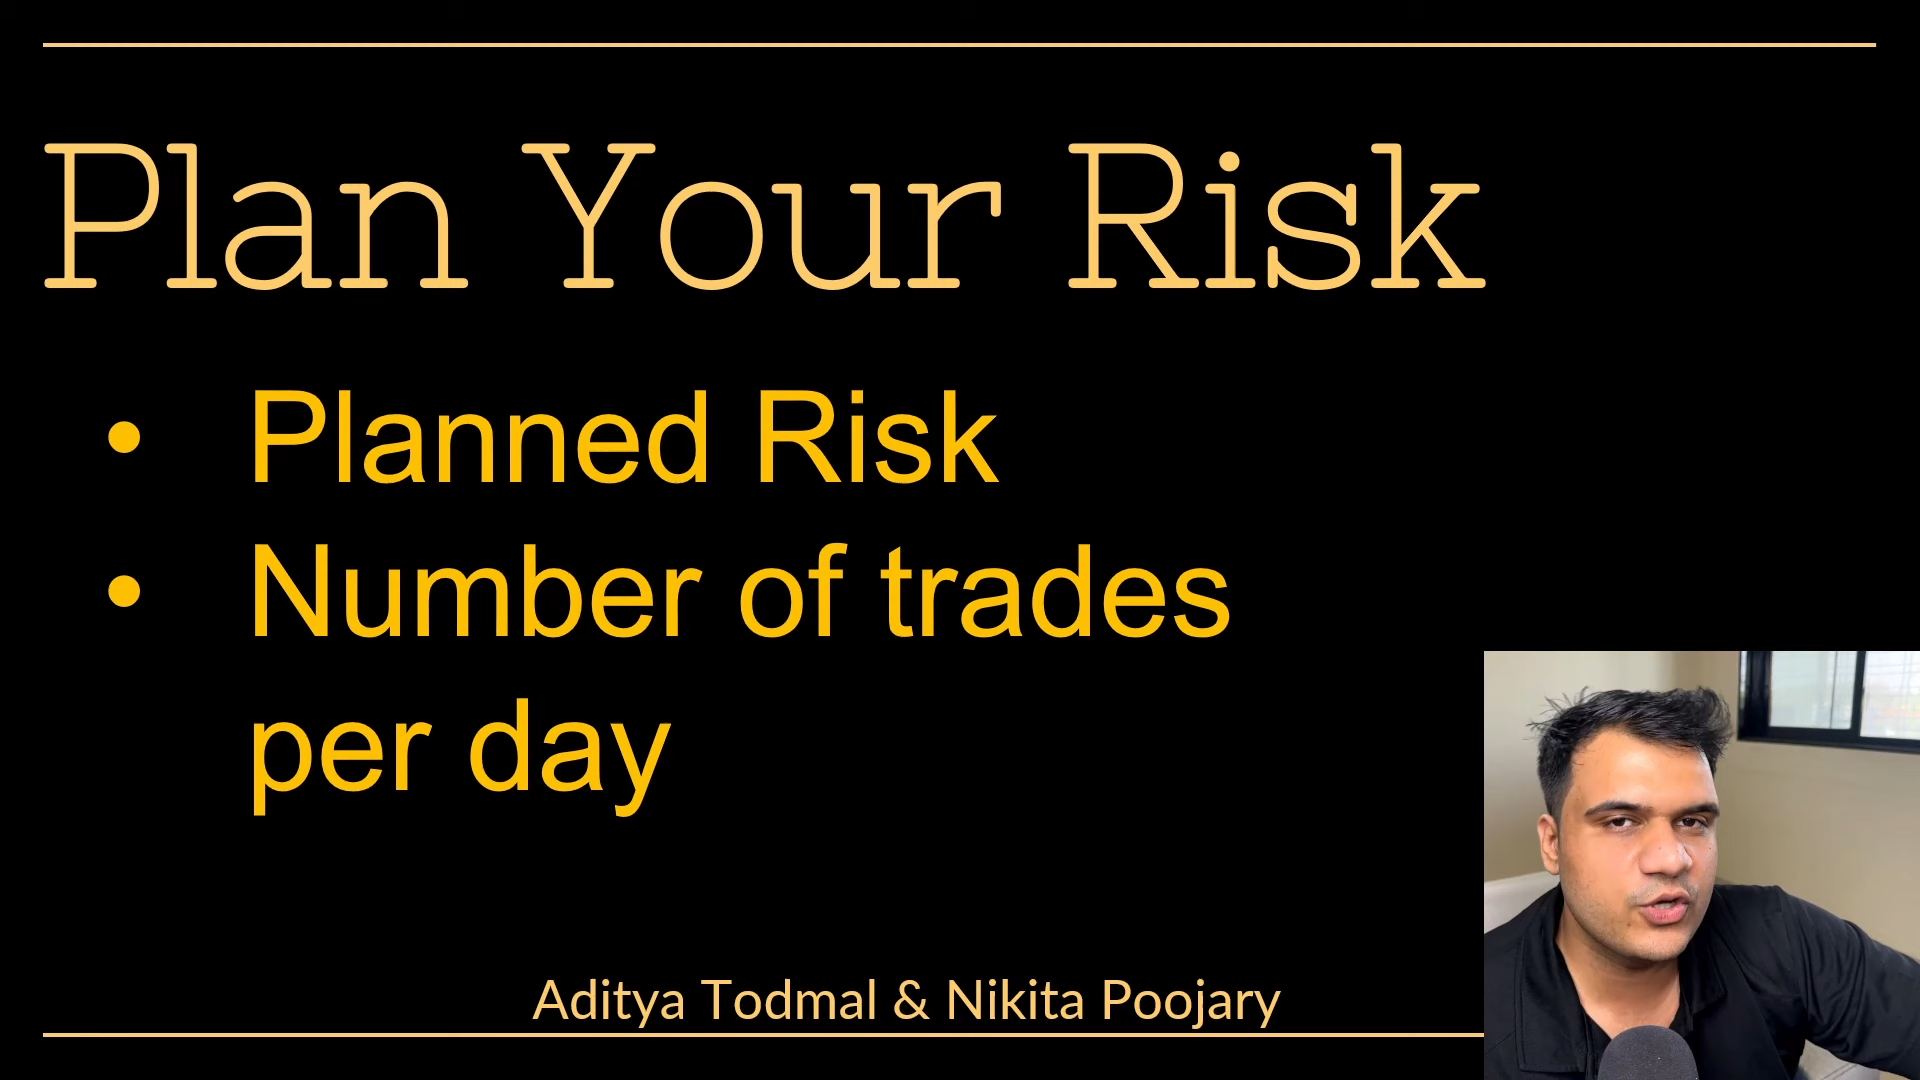 Plan Your Risk
• Planned Risk
• Number of trades
per day
Aditya Todmal & Nikita Poojary